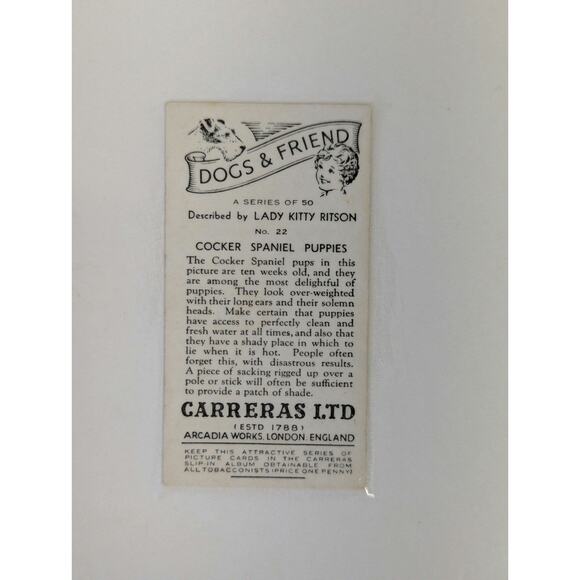 DOGS & FRIEND
A SERIES OF 50
Described by LADY KITTY RITSON
No. 22
COCKER SPANIEL PUPPIES
The Cocker Spaniel pups in this
picture are ten weeks old, and they
are among the most delightful of
puppies. They look over-weighted
with their long ears and their solemn
heads. Make certain that puppies
have access to perfectly clean and
fresh water at all times, and also that
they have a shady place in which to
lie when it is hot. People often
forget this, with disastrous results.
A piece of sacking rigged up over a
pole or stick will often be sufficient
to provide a patch of shade.
CARRERAS LTD
(ESTD 1788)
ARCADIA WORKS, LONDON, ENGLAND
KEEP THIS ATTRACTIVE SERIES OF
PICTURE CARDS IN THE CARRERAS
SLIP-IN ALBUM OBTAINABLE FROM
ALL TOBACCONISTS (PRICE ONE PENNY)